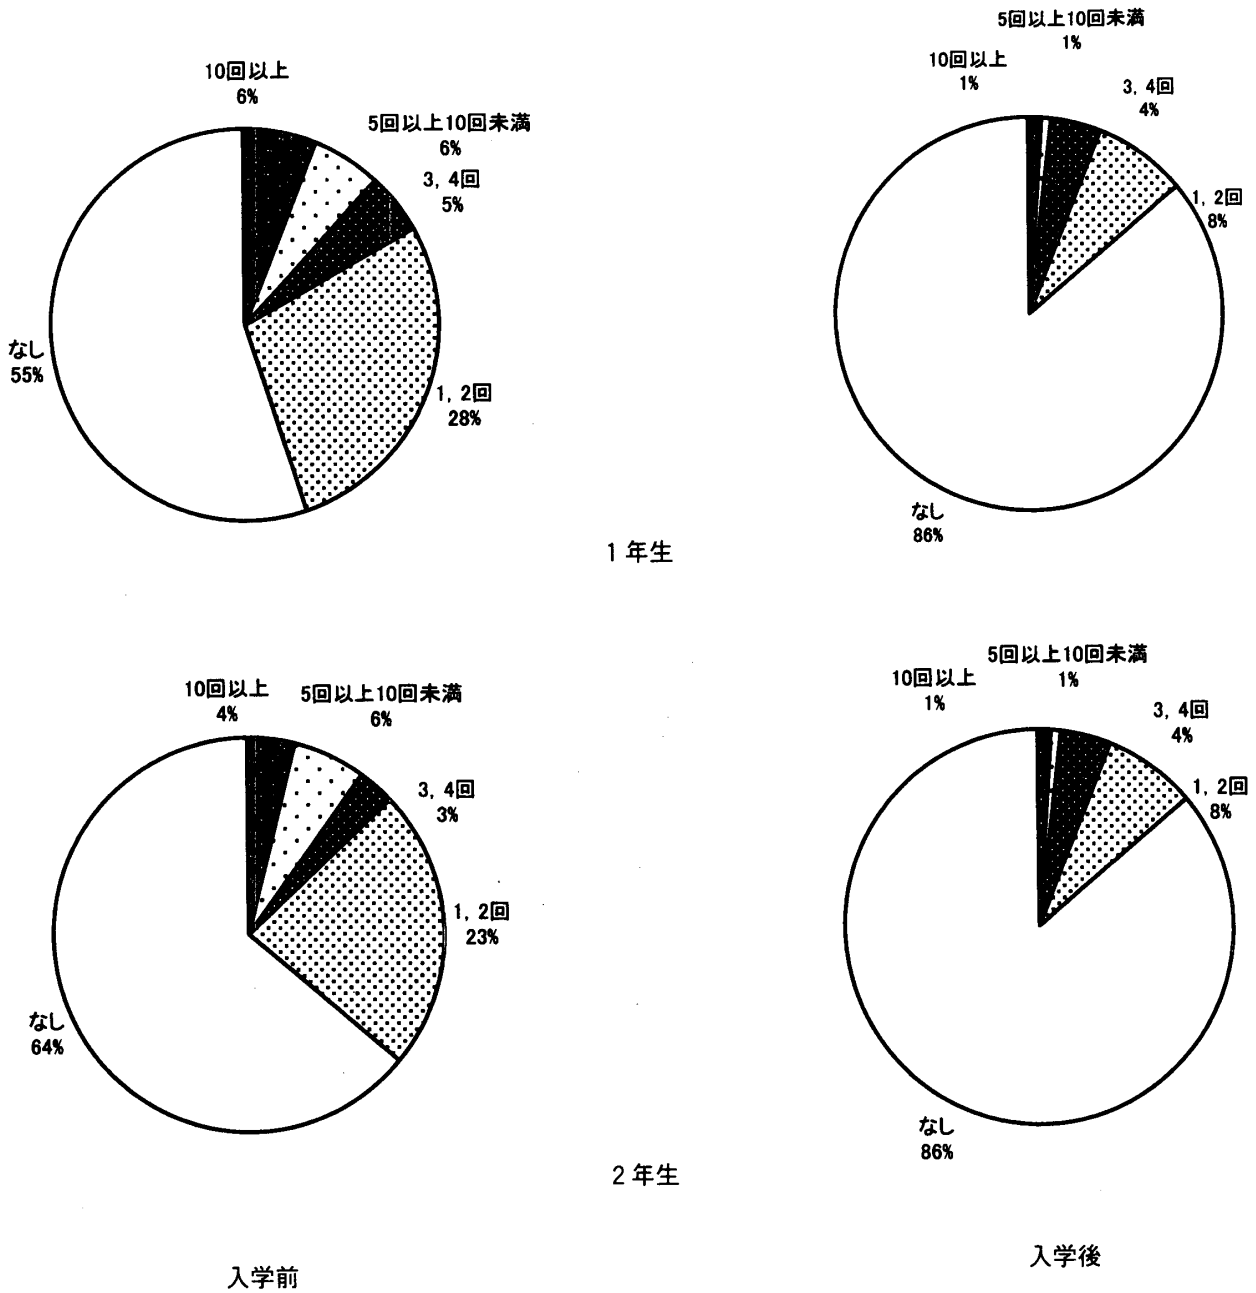 10回以上
6%
5回以上10回未満
6%
3, 4回
5%
1, 2回
28%
なし
55%
5回以上10回未満
1%
10回以上
1%
3, 4回
4%
1, 2回
8%
なし
86%
1年生
10回以上
4%
5回以上10回未満
6%
3, 4回
3%
1, 2回
23%
なし
64%
5回以上10回未満
1%
10回以上
1%
3, 4回
4%
1, 2回
8%
なし
86%
2年生
入学前
入学後